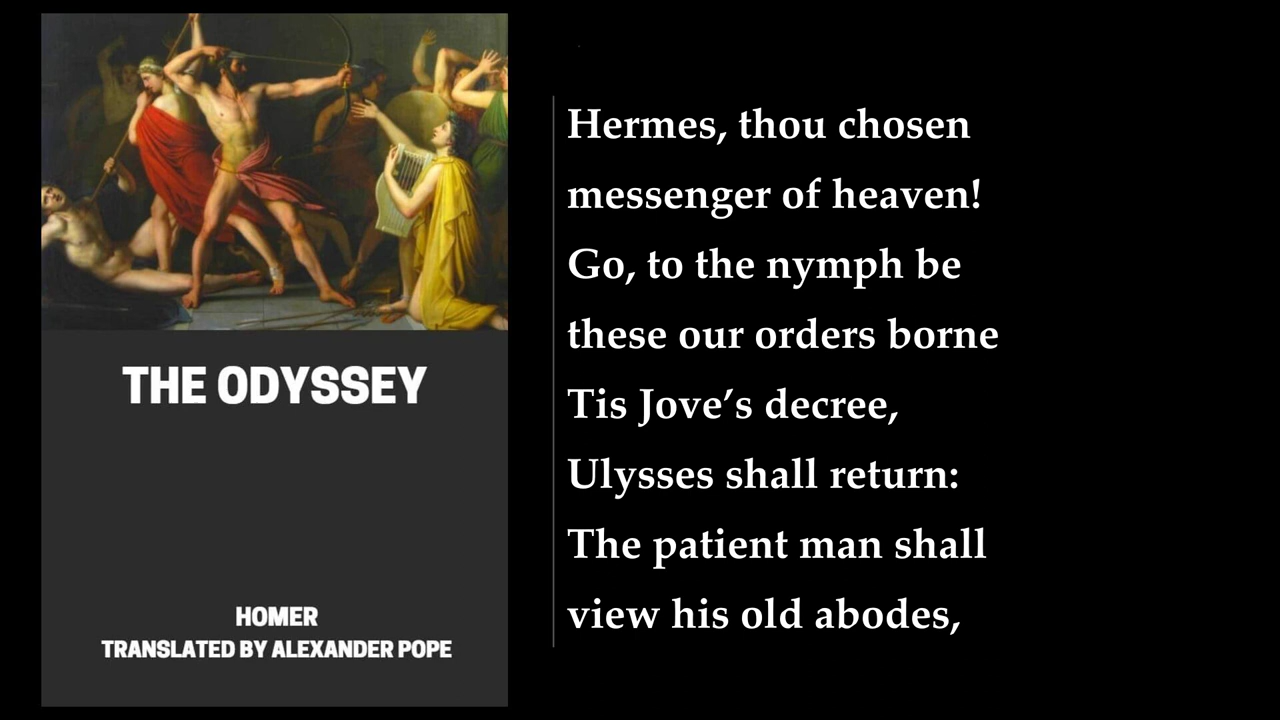 THE ODYSSEY
HOMER
TRANSLATED BY ALEXANDER POPE
Hermes, thou chosen
messenger of heaven!
Go, to the nymph be
these our orders borne
Tis Jove’s decree,
Ulysses shall return:
The patient man shall
view his old abodes,